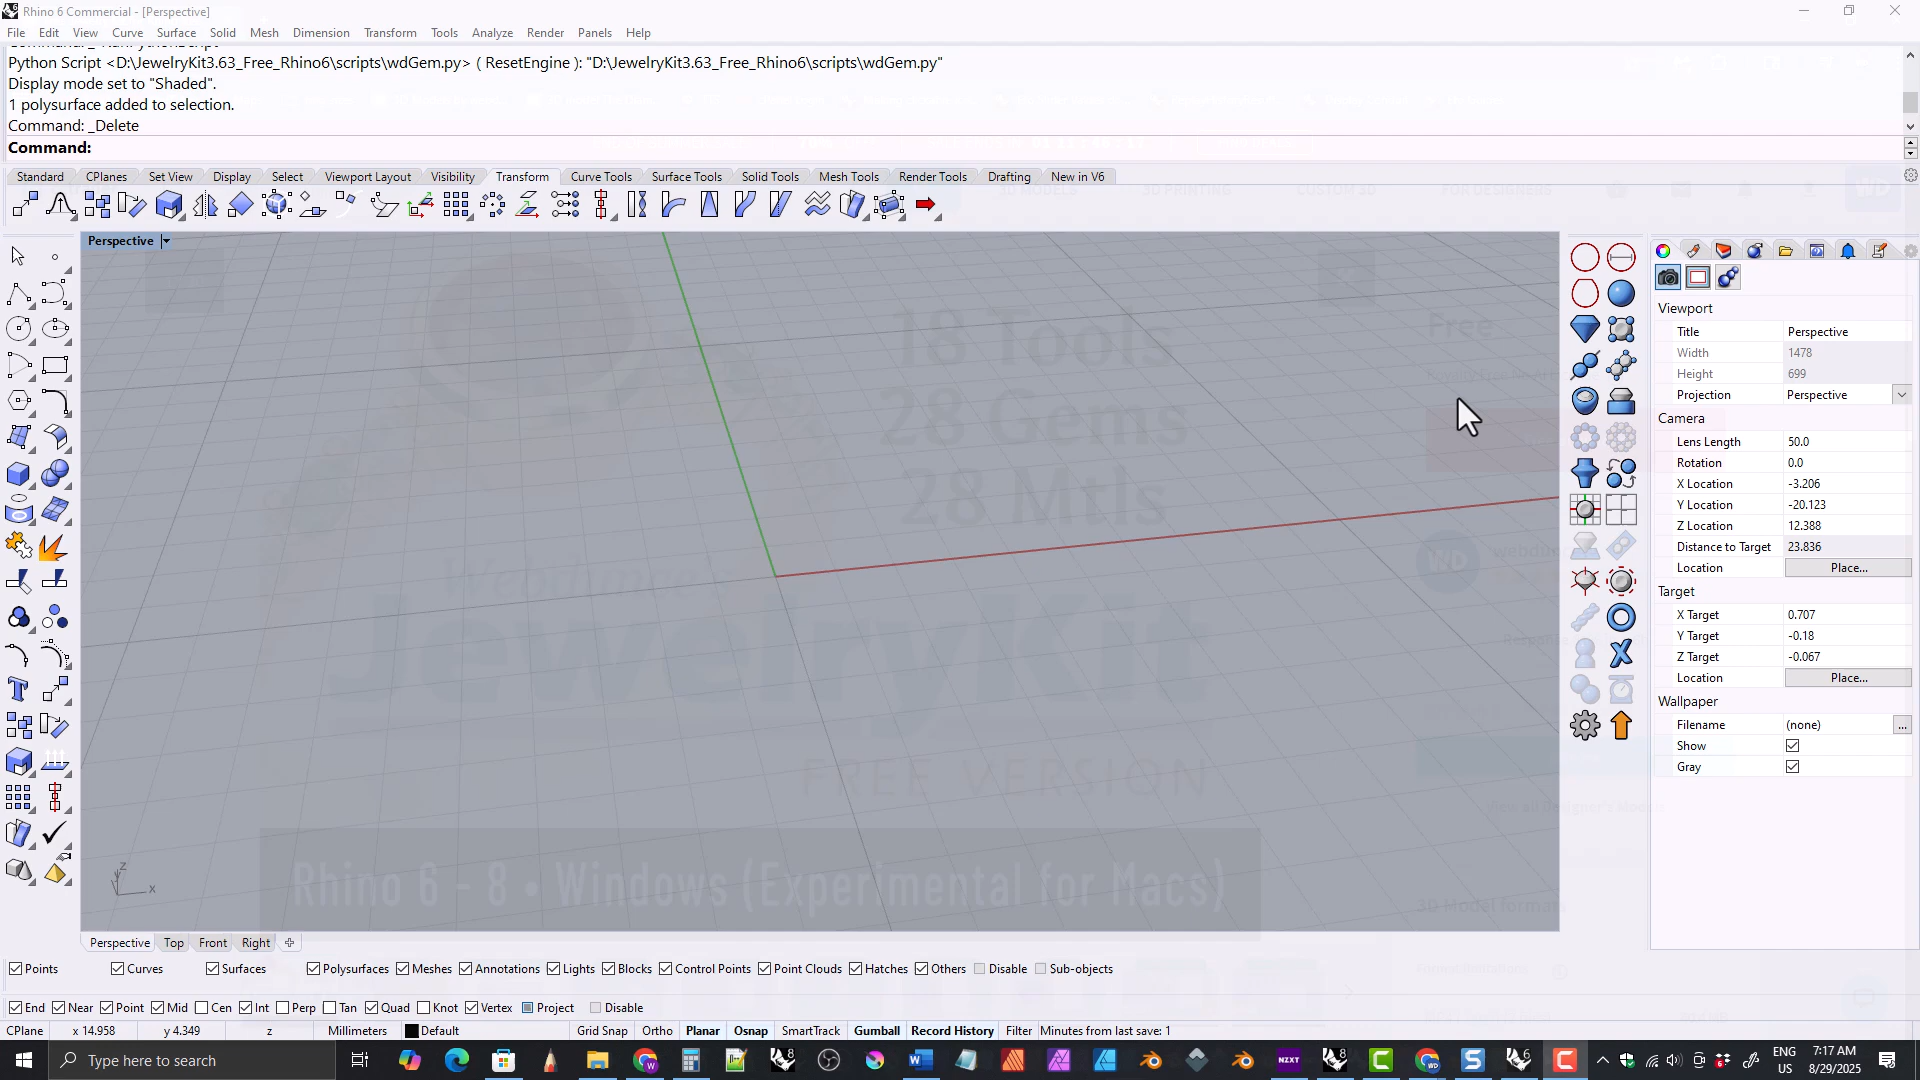 Rhino 6 Commercial - [Perspective]
File Edit View Curve Surface Solid Mesh Dimension Transform Tools Analyze Render Panels Help
Python Script <D:\JewelryKit3.63_Free_Rhino6\scripts\wdGem.py> ( ResetEngine ): "D:\JewelryKit3.63_Free_Rhino6\scripts\wdGem.py"
Display mode set to "Shaded".
1 polysurface added to selection.
Command: _Delete
Command:
Standard CPlanes Set View Display Select Viewport Layout Visibility Transform Curve Tools Surface Tools Solid Tools Mesh Tools Render Tools Drafting New in V6
Perspective
18 Tools
8 Gems
28 Mtls
Free
JewelryKit
FREE VERSION
Rhino 6 - 8 • Windows (Experimental for Macs)
WD
3D Model formats
Viewport
Title Perspective
Width 1478
Height 699
Projection Perspective
Camera
Lens Length 50.0
Rotation 0.0
X Location -3.206
Y Location -20.123
Z Location 12.388
Distance to Target 23.836
Location Place...
Target
X Target 0.707
Y Target -0.18
Z Target -0.067
Location Place...
Wallpaper
Filename (none) ...
Show
Gray
z
x
Perspective Top Front Right
Points Curves Surfaces Polysurfaces Meshes Annotations Lights Blocks Control Points Point Clouds Hatches Others Disable Sub-objects
End Near Point Mid Cen Int Perp Tan Quad Knot Vertex Project Disable
CPlane x 14.958 y 4.349 z Millimeters Default Grid Snap Ortho Planar Osnap SmartTrack Gumball Record History Filter Minutes from last save: 1
Type here to search
NZXT
ENG
US
7:17 AM
8/29/2025